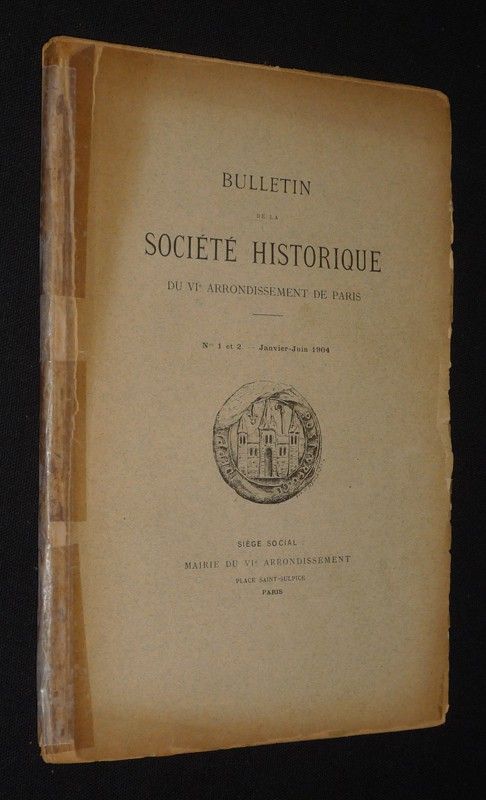 BULLETIN
DE LA
SOCIÉTÉ HISTORIQUE
DU VIe ARRONDISSEMENT DE PARIS
Nos 1 et 2. — Janvier-Juin 1904
SIÈGE SOCIAL :
MAIRIE DU VIe ARRONDISSEMENT
PLACE SAINT-SULPICE
PARIS